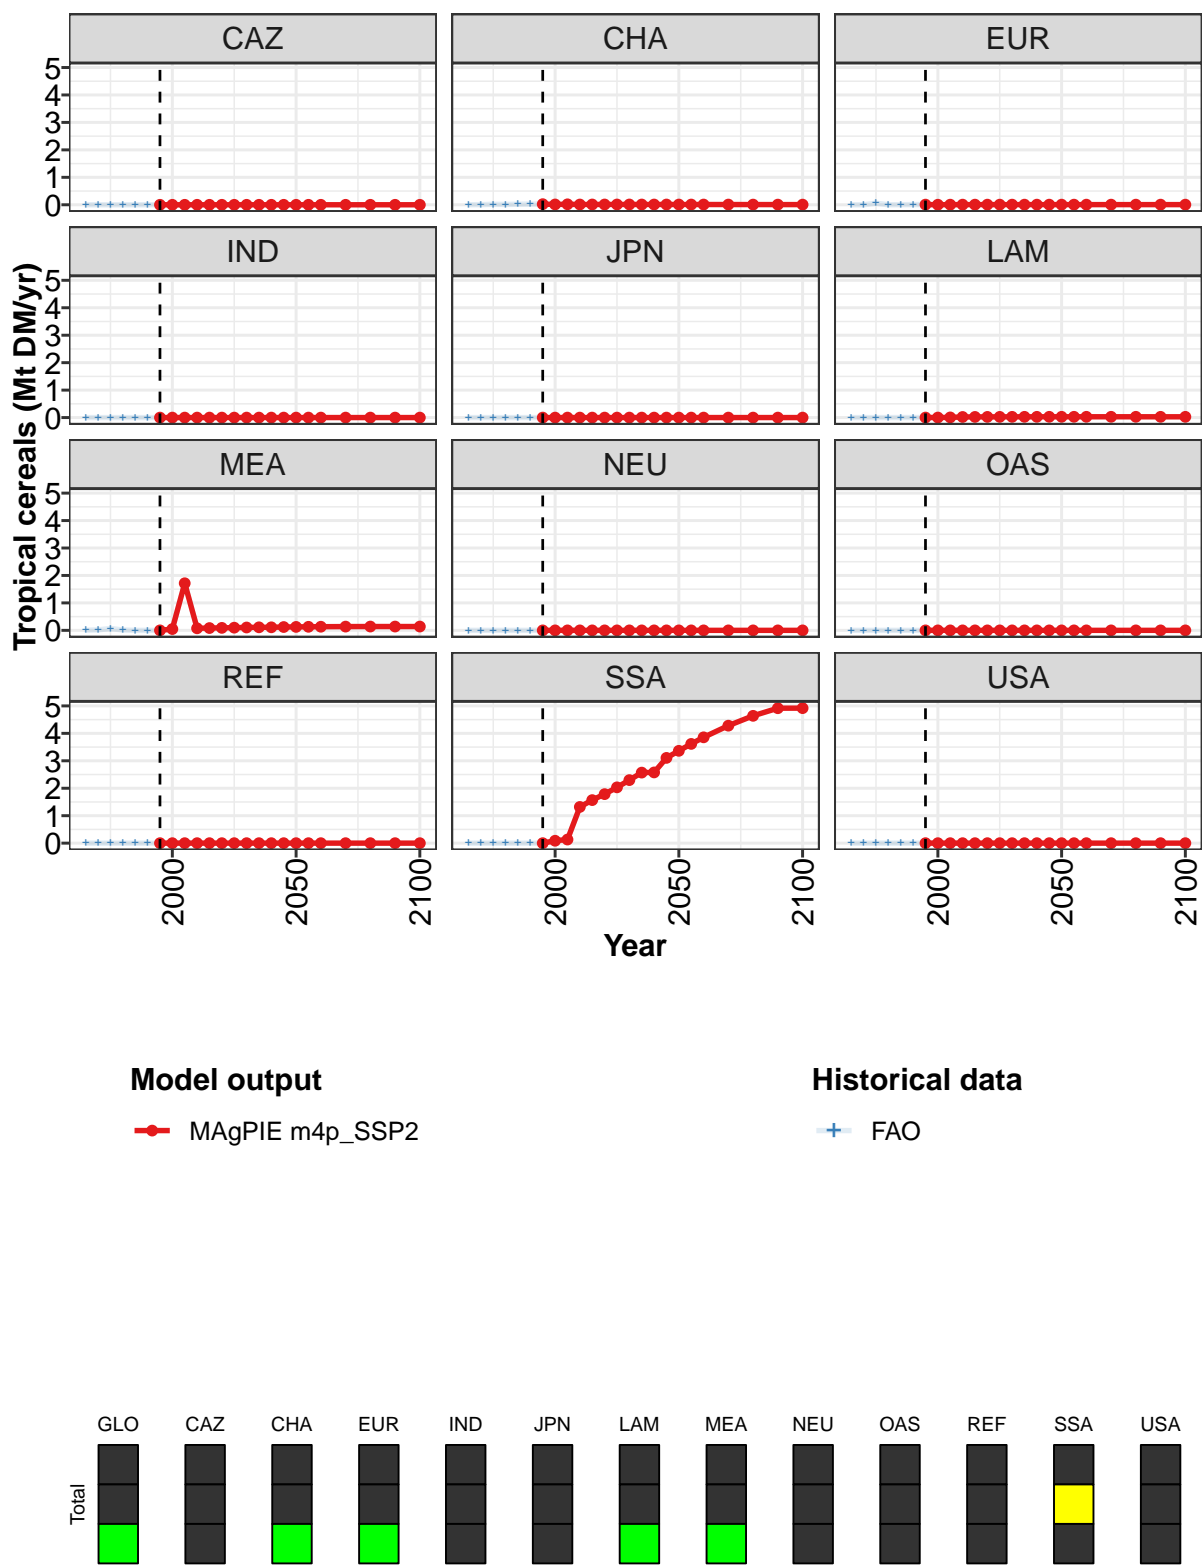 CAZ CHA EUR
5
4
3
2
1
0
IND JPN LAM
5
4
3
2
1
0
MEA NEU OAS
5
4
3
2
1
0
REF SSA USA
5
4
3
2
1
0
Tropical cereals (Mt DM/yr)
2000 2050 2100 2000 2050 2100 2000 2050 2100
Year
Model output Historical data
MAgPIE m4p_SSP2 FAO
GLO CAZ CHA EUR IND JPN LAM MEA NEU OAS REF SSA USA
Total